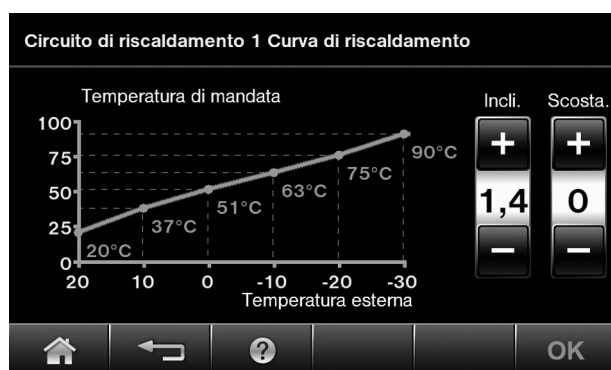 Circuito di riscaldamento 1 Curva di riscaldamento
Temperatura di mandata
Incli.
Scosta.
100
75
50
25
0
20°C
37°C
51°C
63°C
75°C
90°C
20 10 0 -10 -20 -30
Temperatura esterna
+
+
1,4
0
−
−
?
OK